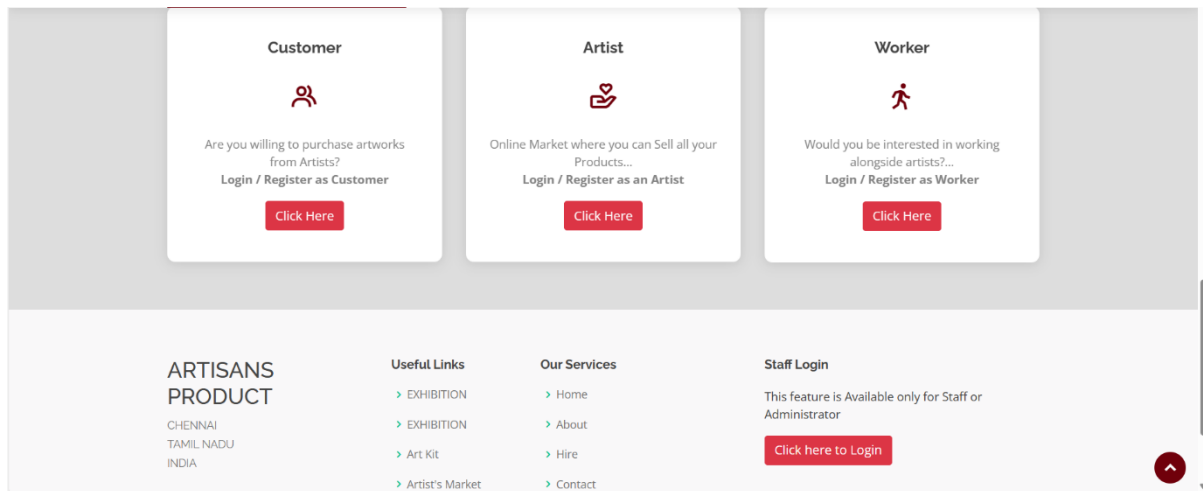 Customer
Are you willing to purchase artworks
from Artists?
Login / Register as Customer
Click Here
Artist
Online Market where you can Sell all your
Products...
Login / Register as an Artist
Click Here
Worker
Would you be interested in working
alongside artists?...
Login / Register as Worker
Click Here
ARTISANS
PRODUCT
CHENNAI
TAMIL NADU
INDIA
Useful Links
EXHIBITION
EXHIBITION
Art Kit
Artist's Market
Our Services
Home
About
Hire
Contact
Staff Login
This feature is Available only for Staff or
Administrator
Click here to Login